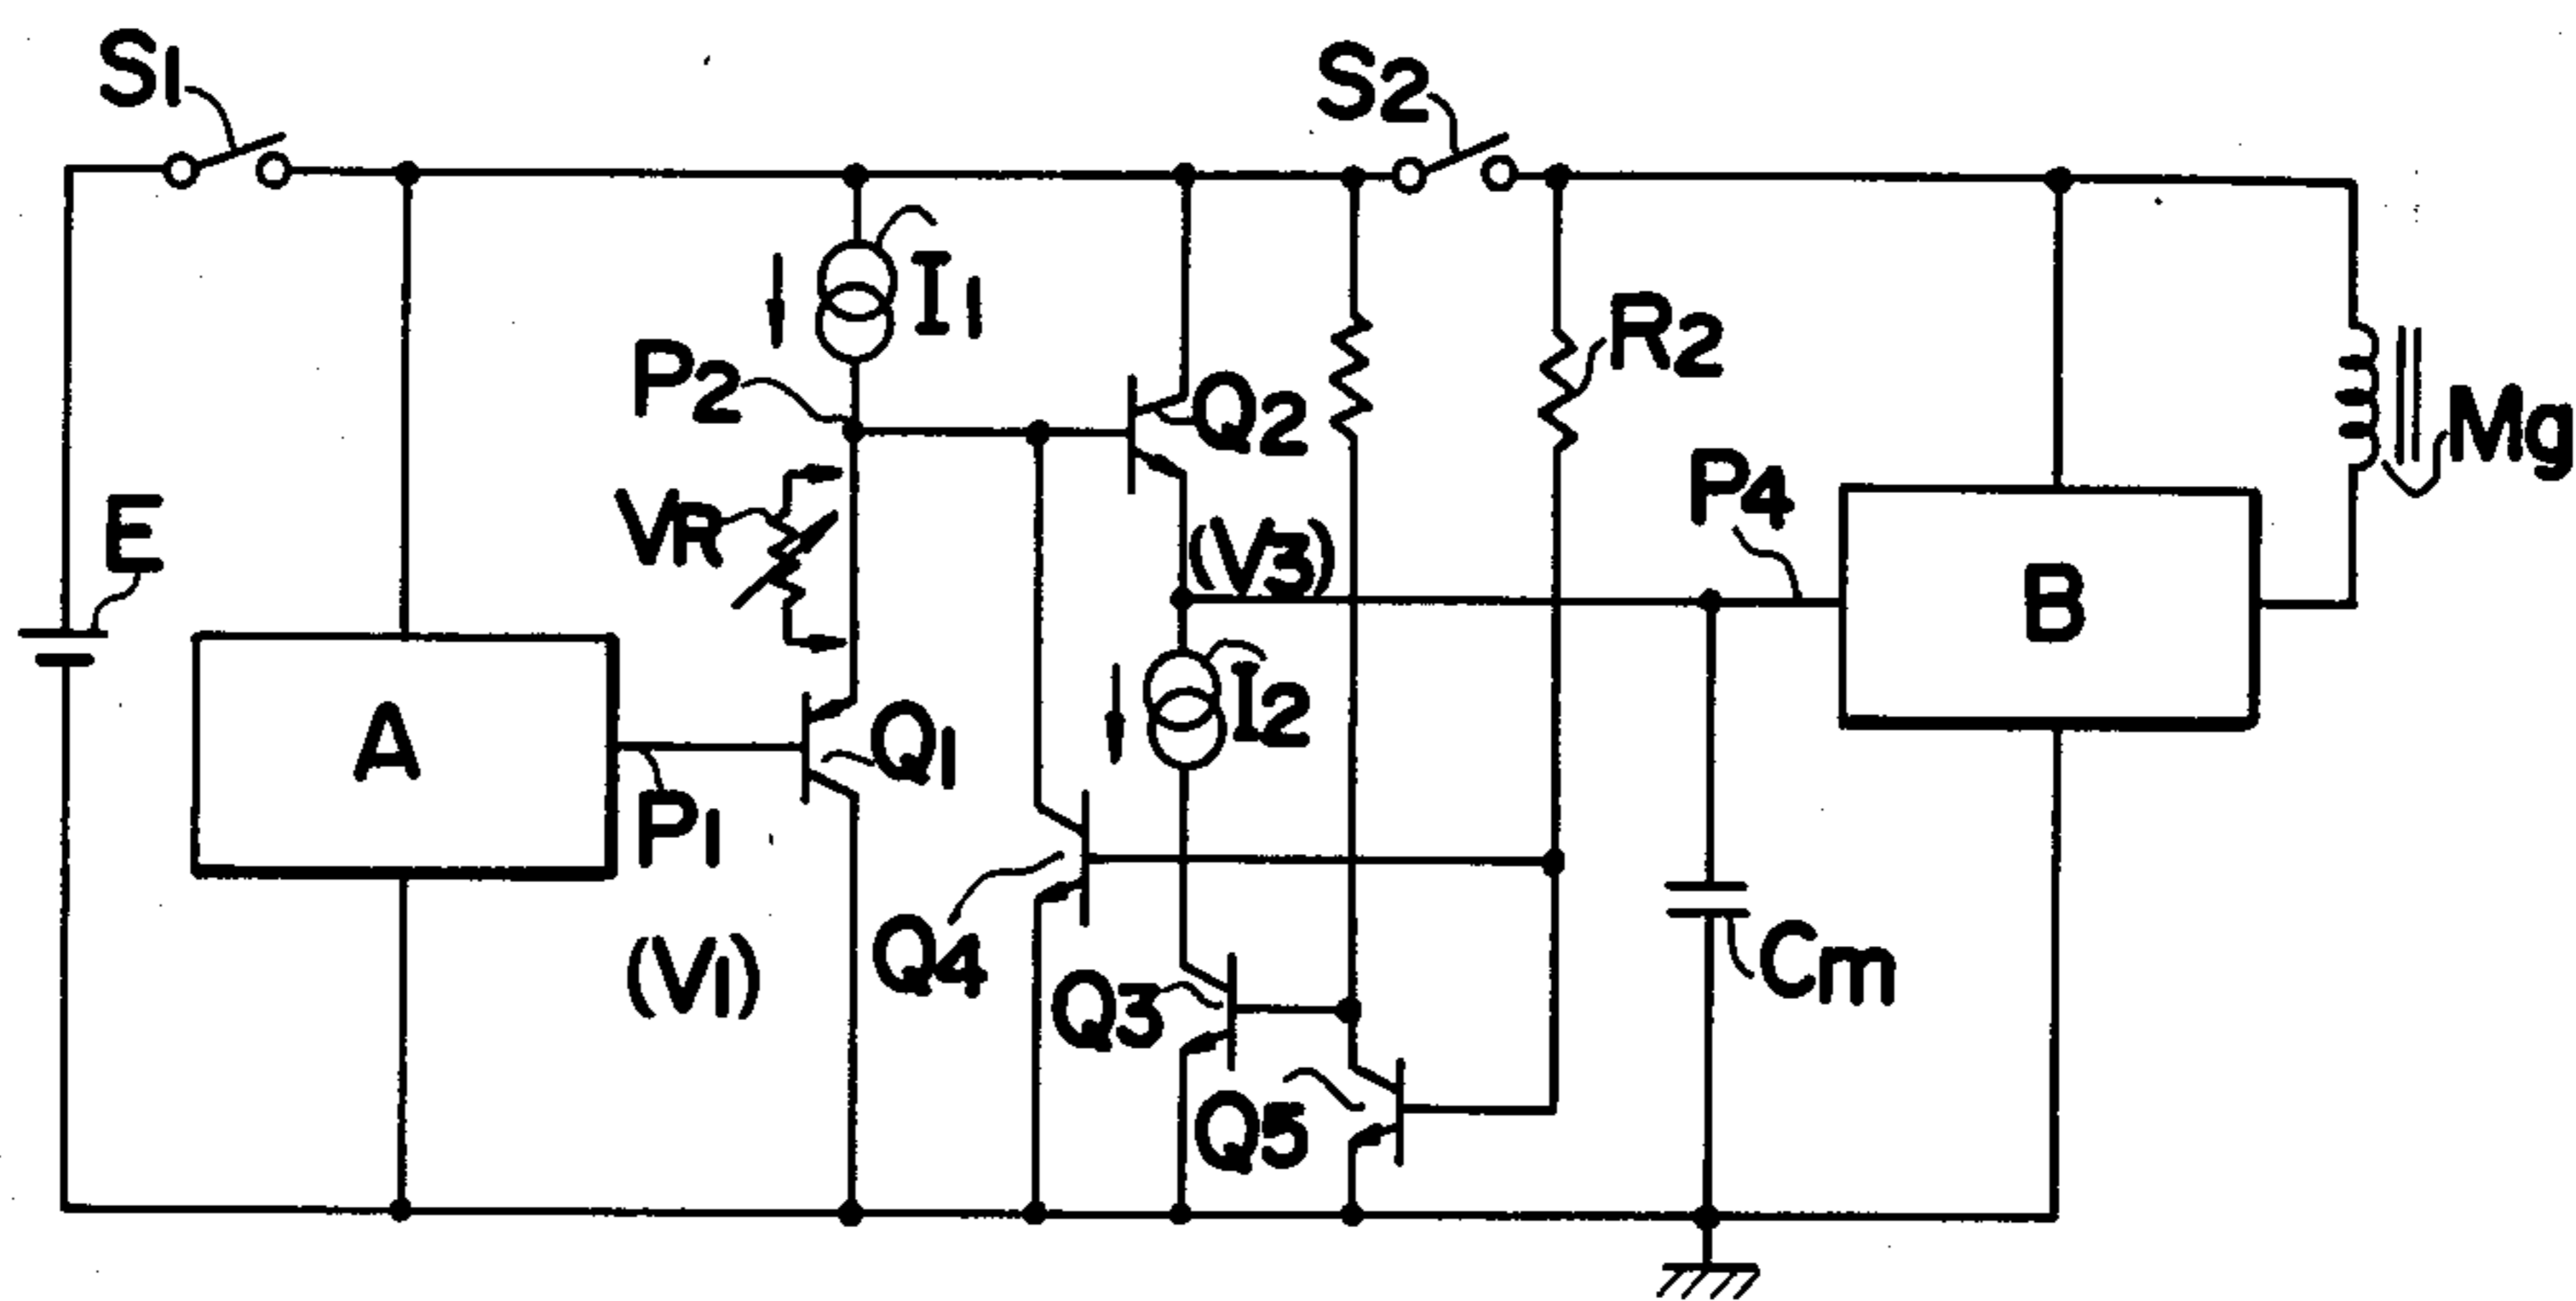 S1
S2
I1
R2
P2
Q2
Mg
VR
E
(V3)
P4
B
A
I2
Q1
P1
(V1)
Q4
Q3
Cm
Q5